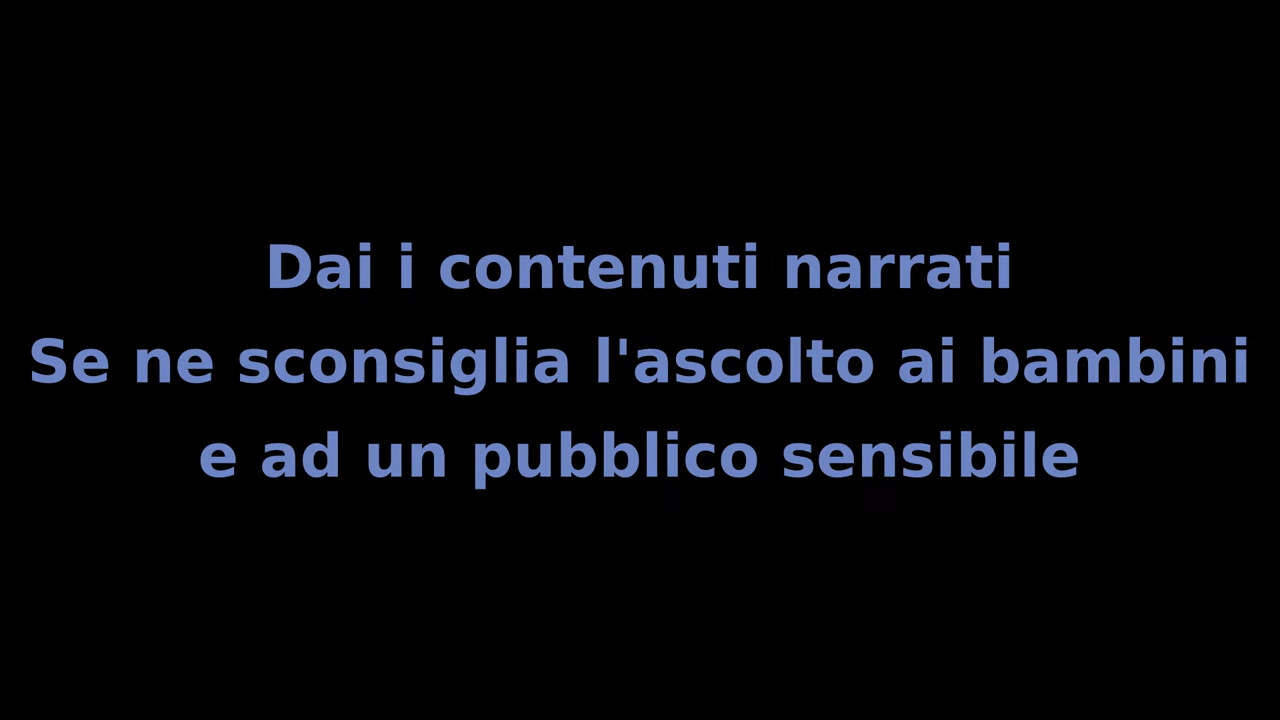 Dai i contenuti narrati
Se ne sconsiglia l'ascolto ai bambini
e ad un pubblico sensibile